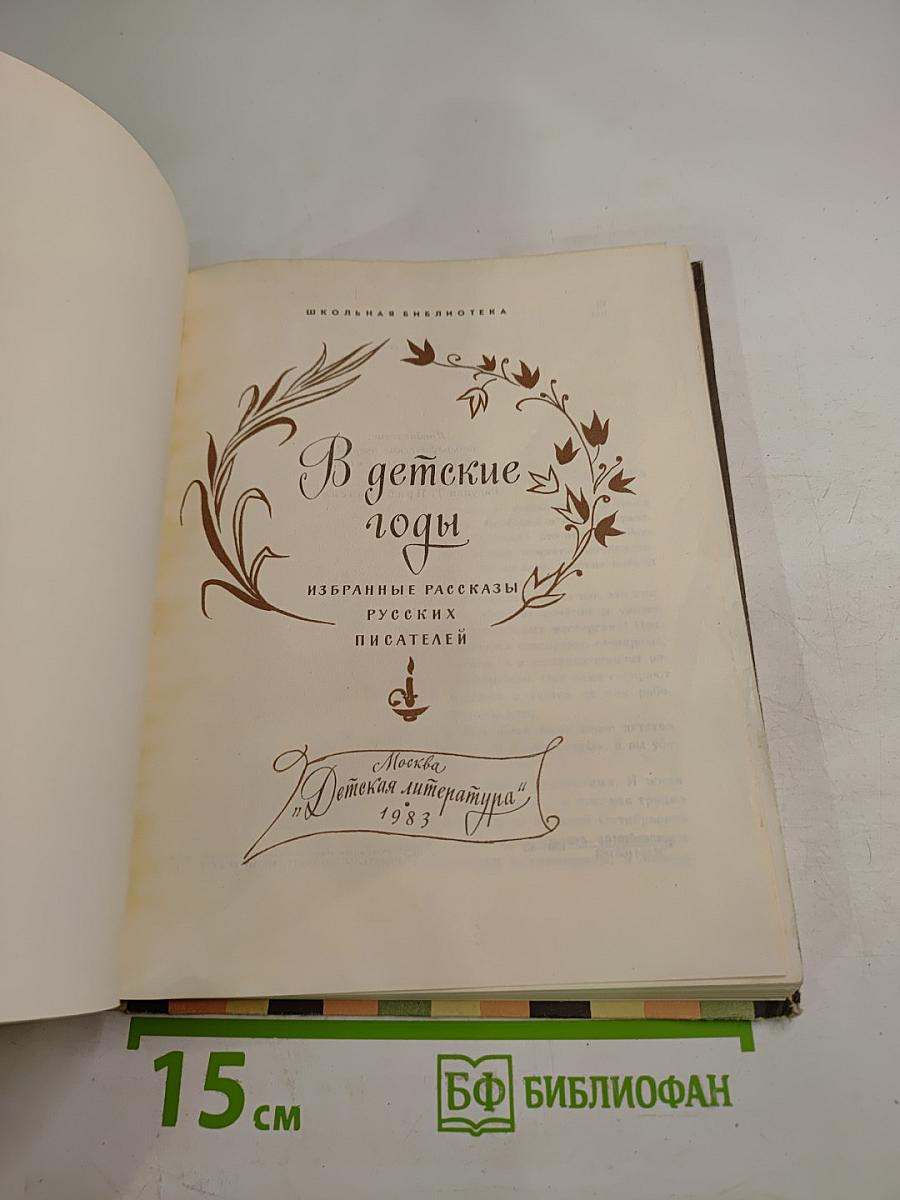 ШКОЛЬНАЯ БИБЛИОТЕКА
В детские
годы
ИЗБРАННЫЕ РАССКАЗЫ
РУССКИХ
ПИСАТЕЛЕЙ
Москва
„Детская литература"
1983
15 см
БФ БИБЛИОФАН